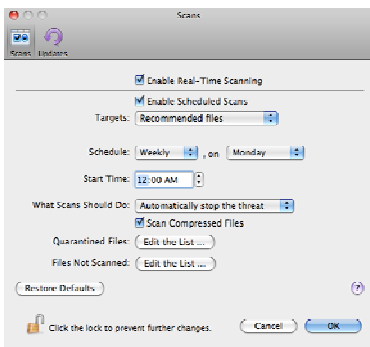 Scans
Scans Updates
Enable Real-Time Scanning
Enable Scheduled Scans
Targets: Recommended files
Schedule: Weekly , on Monday
Start Time: 12:00 AM
What Scans Should Do: Automatically stop the threat
Scan Compressed Files
Quarantined Files: Edit the List ...
Files Not Scanned: Edit the List ...
Restore Defaults ?
Click the lock to prevent further changes. Cancel OK